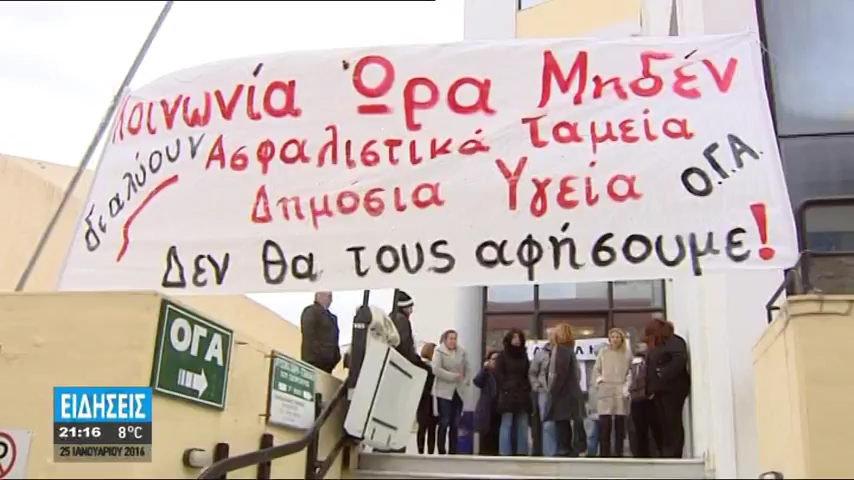 Κοινωνία Ώρα Μηδέν
διαλύουν Ασφαλιστικά ταμεία
Δημόσια Υγεία Ο.Γ.Α.
Δεν θα τους αφήσουμε!
ΟΓΑ
ΕΙΔΗΣΕΙΣ
21:16 8°C
25 ΙΑΝΟΥΑΡΙΟΥ 2016